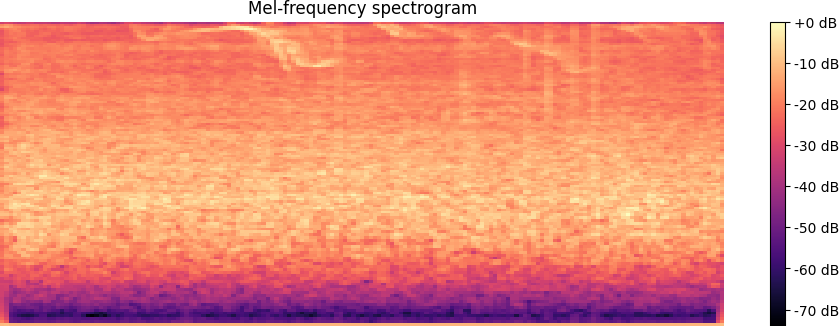 Mel-frequency spectrogram
+0 dB
-10 dB
-20 dB
-30 dB
-40 dB
-50 dB
-60 dB
-70 dB